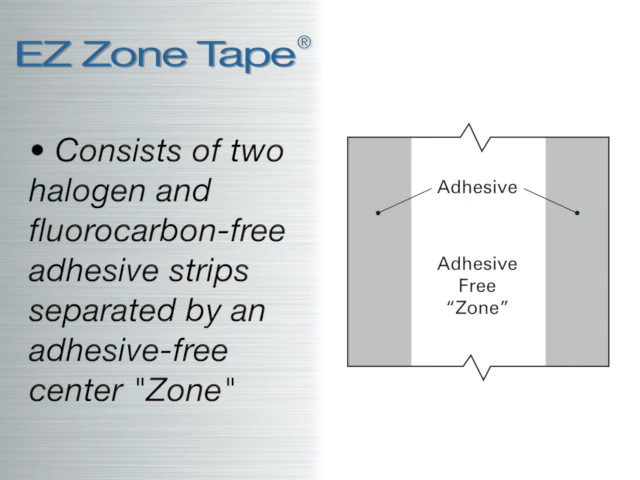 EZ Zone Tape®
• Consists of two
halogen and
fluorocarbon-free
adhesive strips
separated by an
adhesive-free
center "Zone"
Adhesive
Adhesive
Free
“Zone”